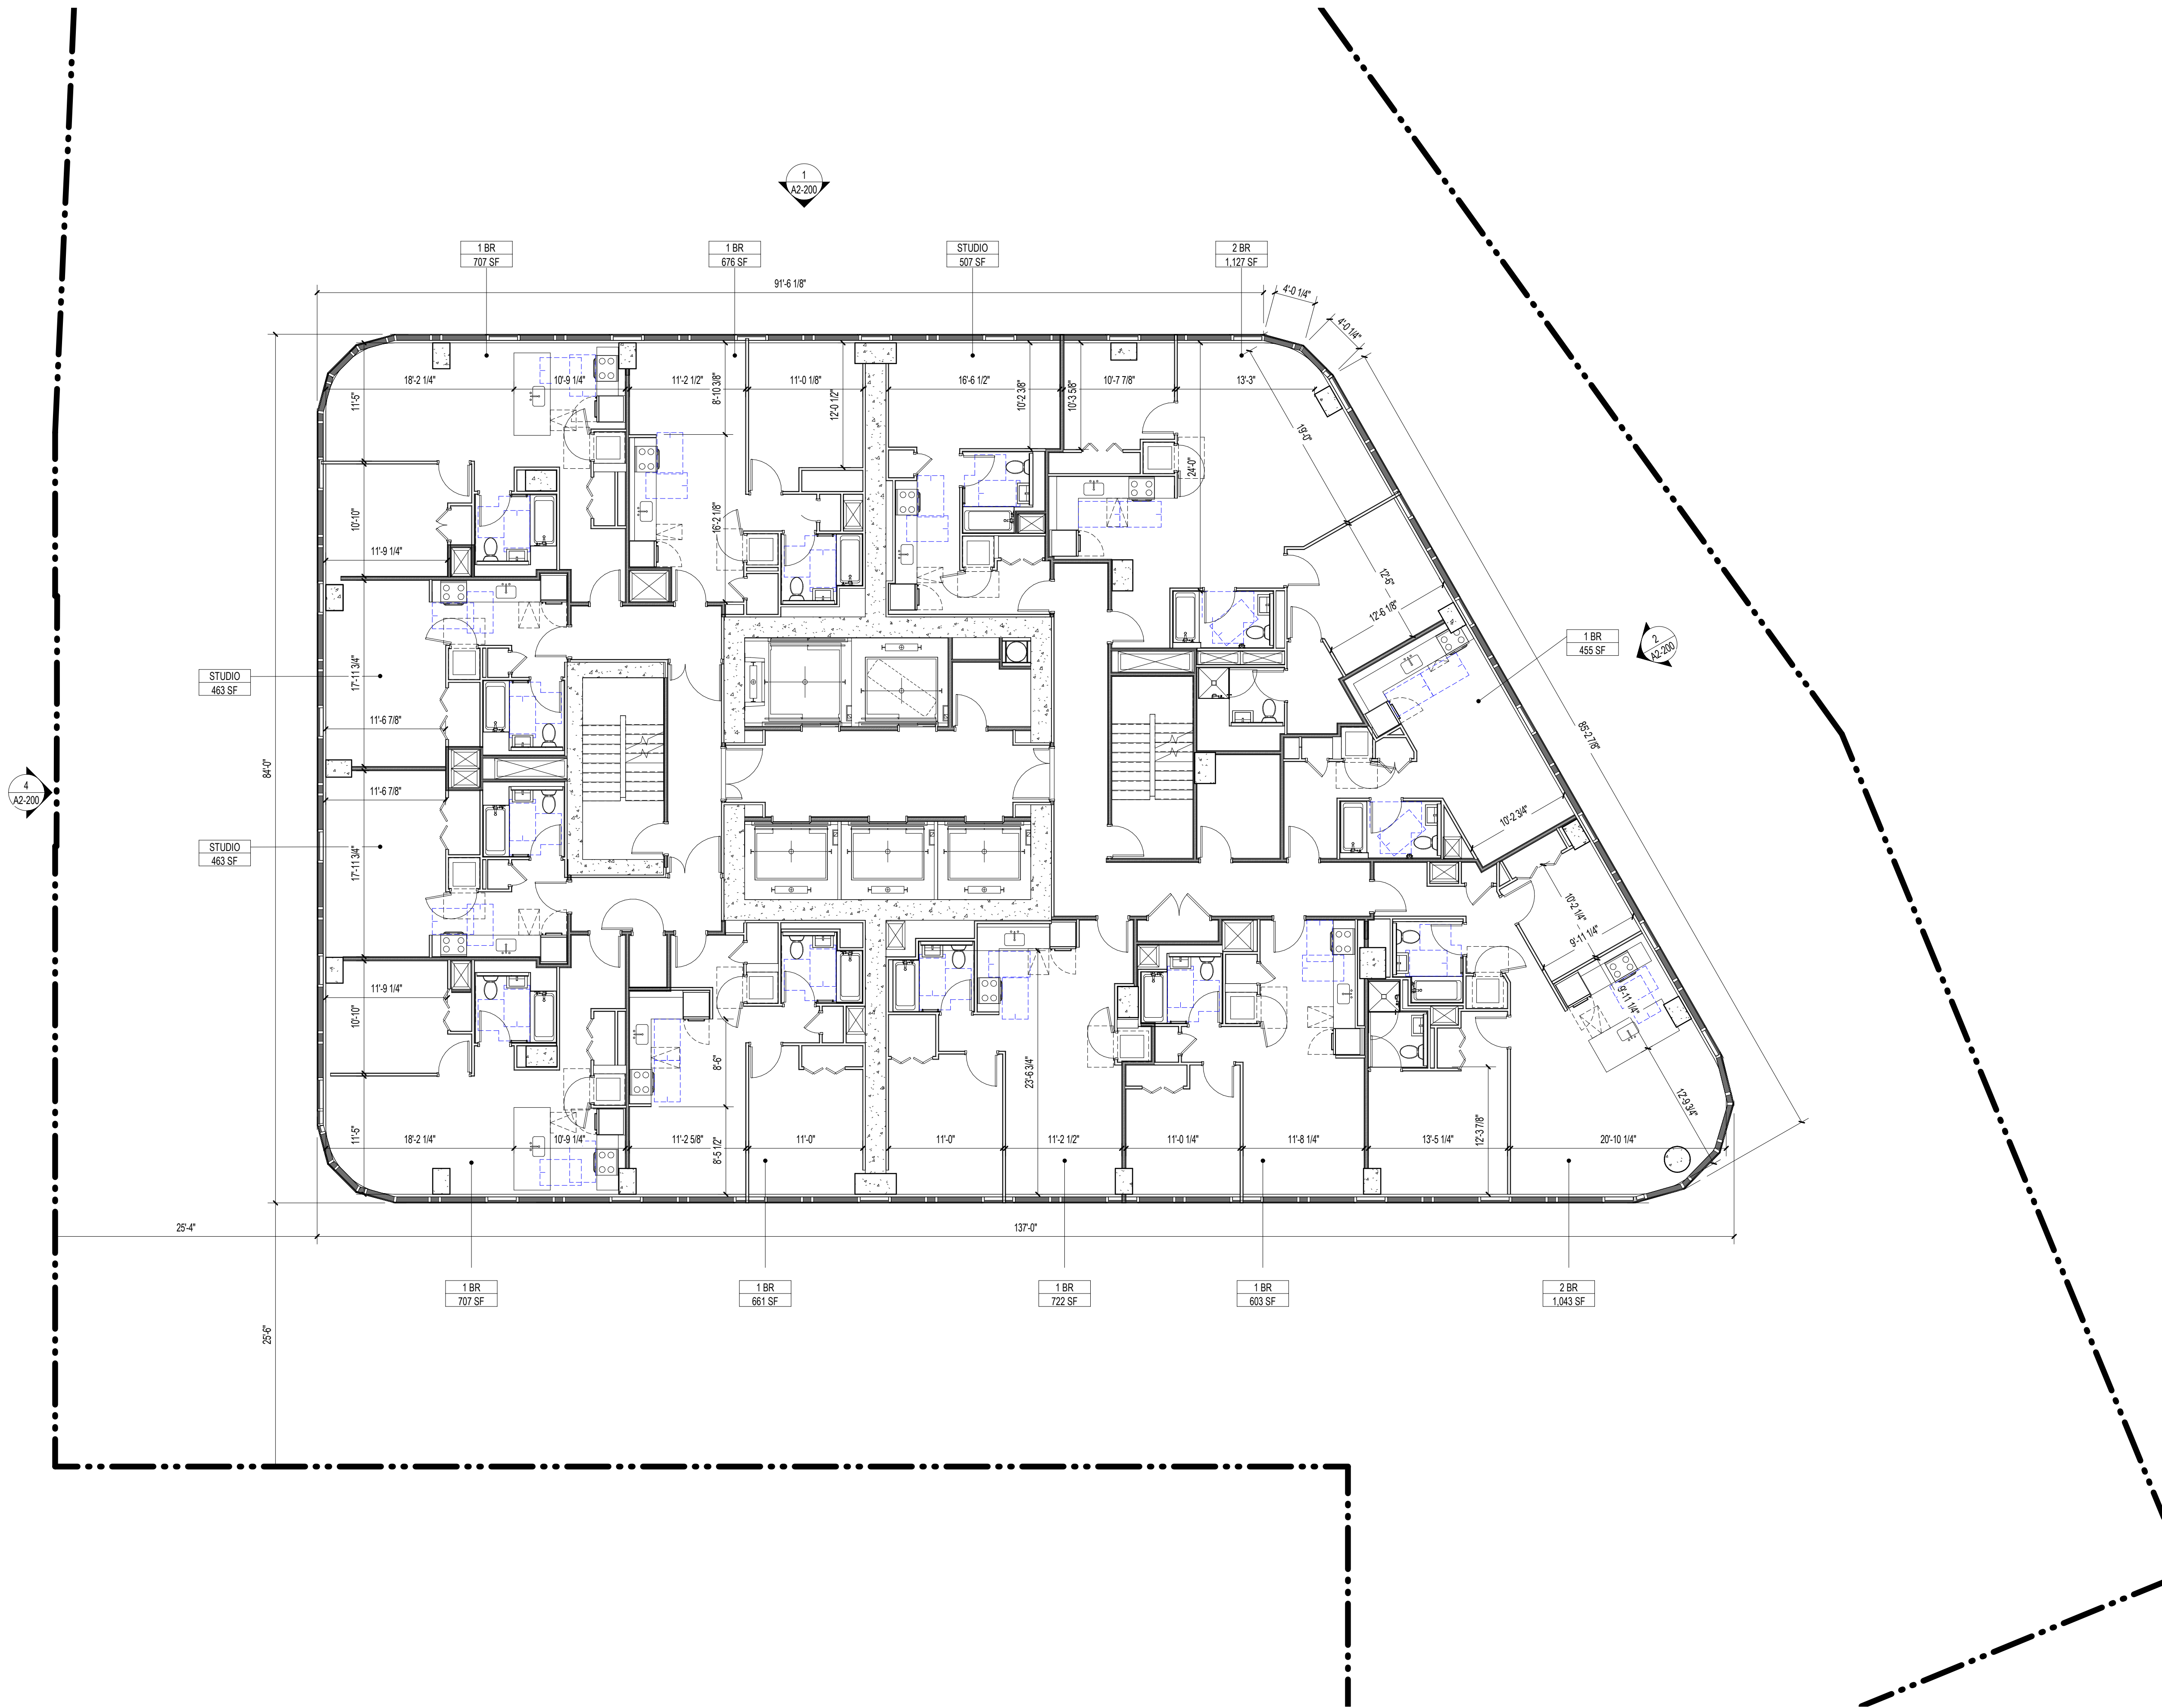 1
A2-200
1 BR
707 SF
1 BR
676 SF
STUDIO
507 SF
2 BR
1,127 SF
91'-6 1/8"
4'-0 1/4"
4'-0 1/4"
18'-2 1/4"
10'-9 1/4"
11'-2 1/2"
8'-10 3/8"
11'-0 1/8"
12'-0 1/2"
16'-6 1/2"
10'-2 3/8"
10'-3 5/8"
10'-7 7/8"
13'-3"
11'-5"
19'-0"
24'-0"
10'-10"
16'-2 1/8"
11'-9 1/4"
12'-6"
12'-6 1/8"
1 BR
455 SF
2
A2-200
STUDIO
463 SF
17'-11 3/4"
11'-6 7/8"
85'-2 7/8"
84'-0"
4
A2-200
11'-6 7/8"
10'-2 3/4"
STUDIO
463 SF
17'-11 3/4"
10'-2 1/4"
9'-11 1/4"
11'-9 1/4"
10'-10"
9'-11 1/4"
8'-6"
23'-6 3/4"
12'-9 3/4"
11'-5"
18'-2 1/4"
10'-9 1/4"
11'-2 5/8"
8'-5 1/2"
11'-0"
11'-0"
11'-2 1/2"
11'-0 1/4"
11'-8 1/4"
13'-5 1/4"
12'-3 7/8"
20'-10 1/4"
25'-4"
137'-0"
1 BR
707 SF
1 BR
661 SF
1 BR
722 SF
1 BR
603 SF
2 BR
1,043 SF
25'-6"